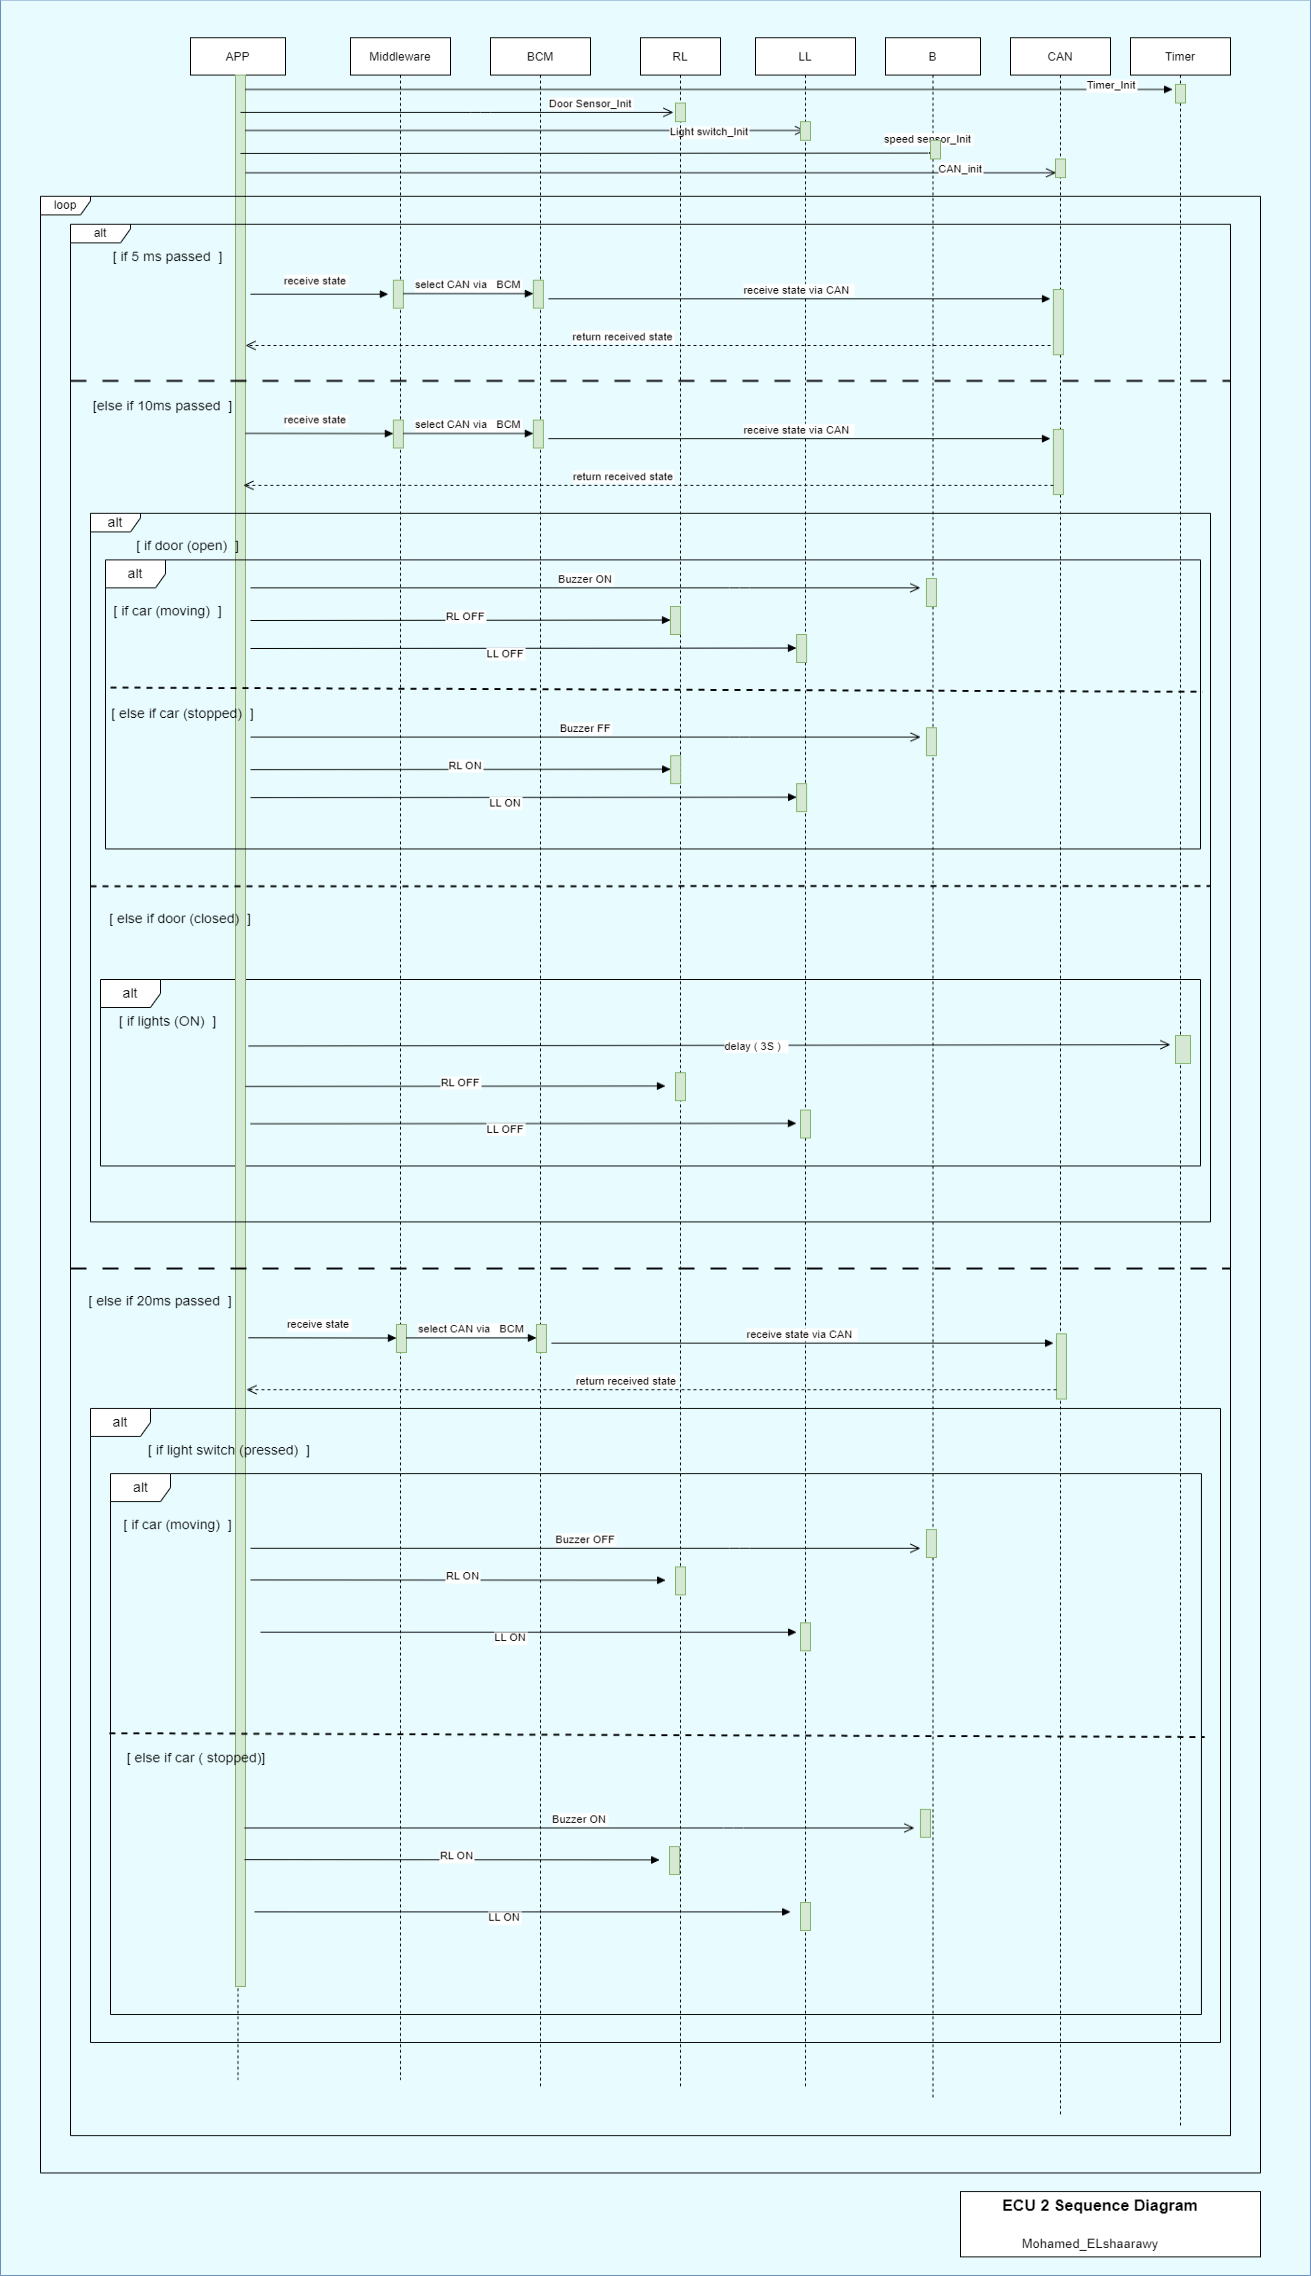 APP
Middleware
BCM
RL
LL
B
CAN
Timer
Timer_Init
Door Sensor_Init
Light switch_Init
speed sensor_Init
CAN_init
loop
alt
[ if 5 ms passed ]
receive state
select CAN via BCM
receive state via CAN
return received state
[else if 10ms passed ]
receive state
select CAN via BCM
receive state via CAN
return received state
alt
[ if door (open) ]
alt
Buzzer ON
[ if car (moving) ]
RL OFF
LL OFF
[ else if car (stopped) ]
Buzzer FF
RL ON
LL ON
[ else if door (closed) ]
alt
[ if lights (ON) ]
delay ( 3S )
RL OFF
LL OFF
[ else if 20ms passed ]
receive state
select CAN via BCM
receive state via CAN
return received state
alt
[ if light switch (pressed) ]
alt
[ if car (moving) ]
Buzzer OFF
RL ON
LL ON
[ else if car ( stopped)]
Buzzer ON
RL ON
LL ON
ECU 2 Sequence Diagram
Mohamed_ELshaarawy